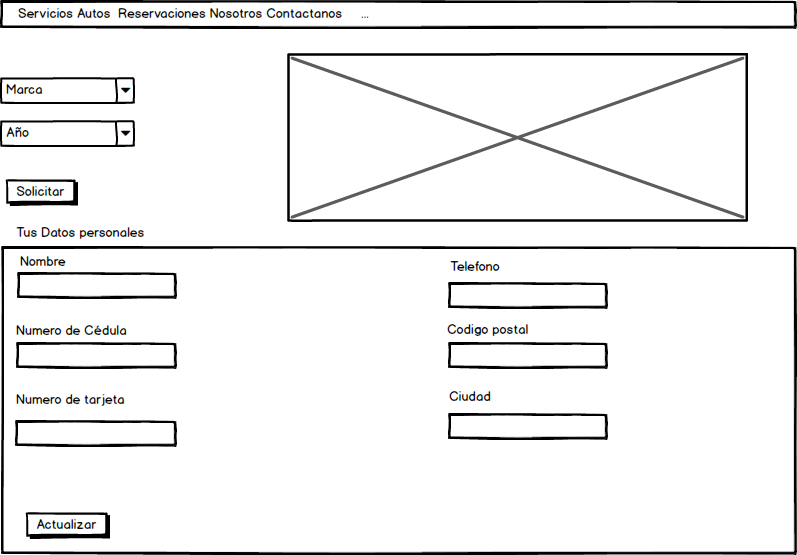 Servicios Autos Reservaciones Nosotros Contactanos ...
Marca
Año
Solicitar
Tus Datos personales
Nombre
Telefono
Numero de Cédula
Codigo postal
Numero de tarjeta
Ciudad
Actualizar